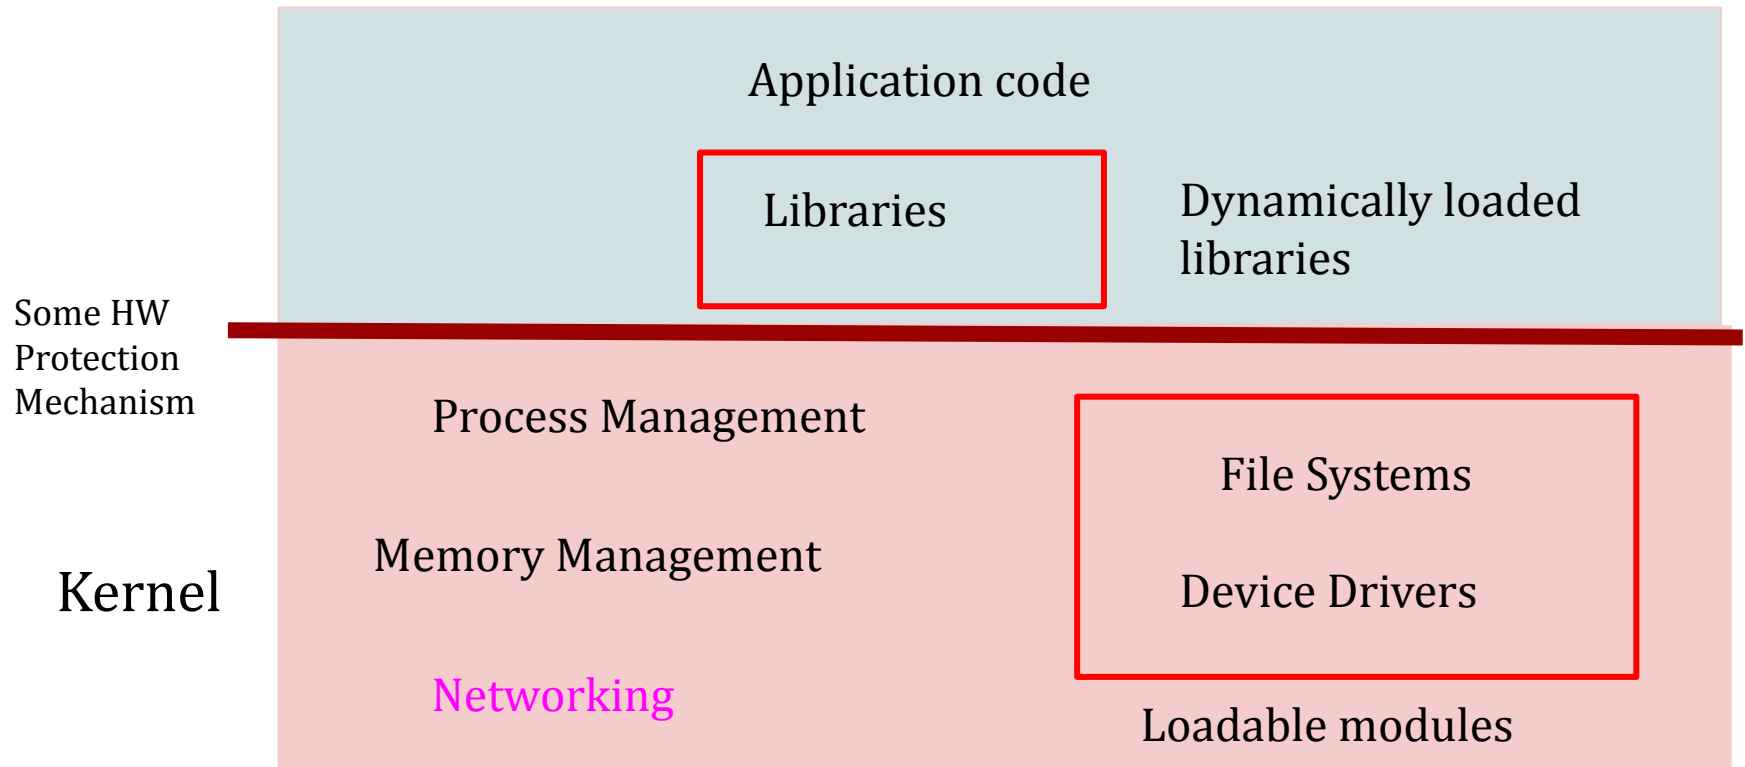 Application code
Libraries
Dynamically loaded
libraries
Some HW
Protection
Mechanism
Process Management
File Systems
Memory Management
Device Drivers
Kernel
Networking
Loadable modules